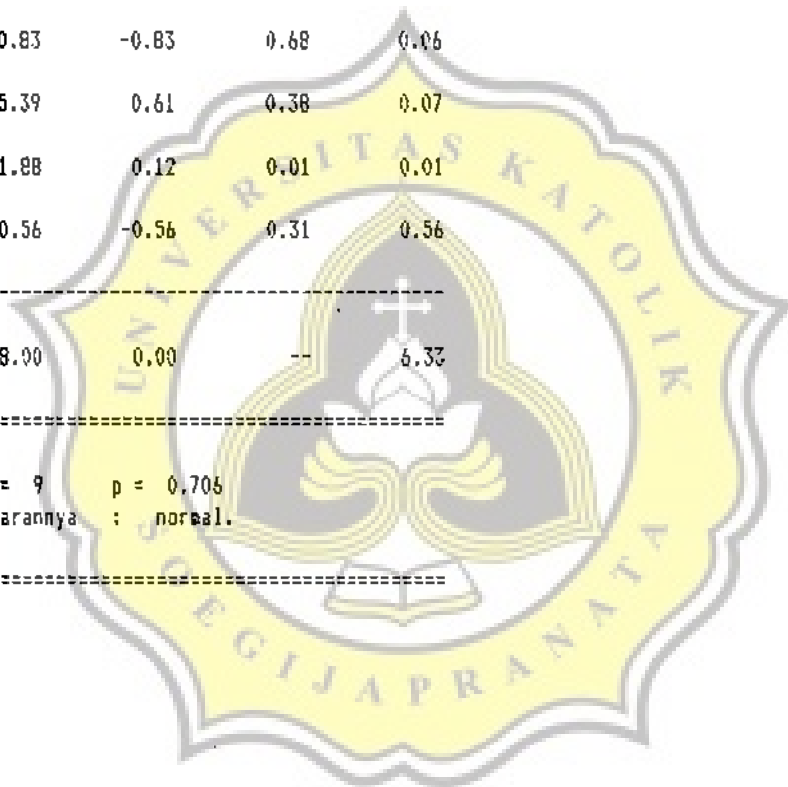 0.83 -0.83 0.68 0.06
5.39 0.61 0.38 0.07
1.88 0.12 0.01 0.01
0.56 -0.56 0.31 0.56
--------------------------------------------
8.00 0.00 -- 6.33
============================================
= 9 p = 0.706
arannya : normal.
============================================
UNIVERSITAS KATOLIK
SOEGIJAPRANATA